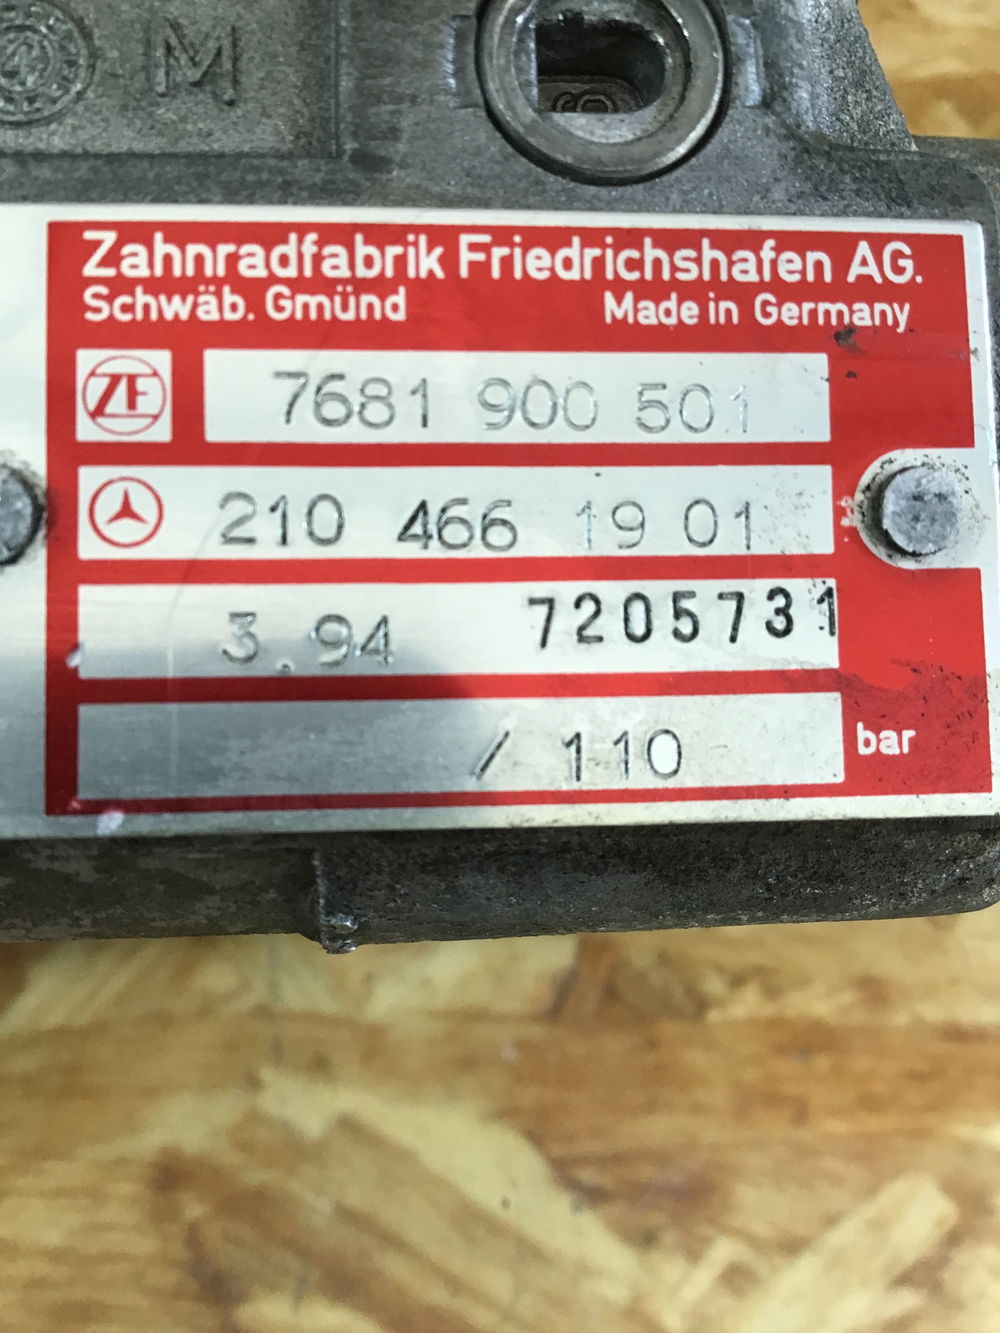 M
Zahnradfabrik Friedrichshafen AG.
Schwäb. Gmünd Made in Germany
ZF 7681 900 501
210 466 19 01
3.94 7205731
/ 110 bar